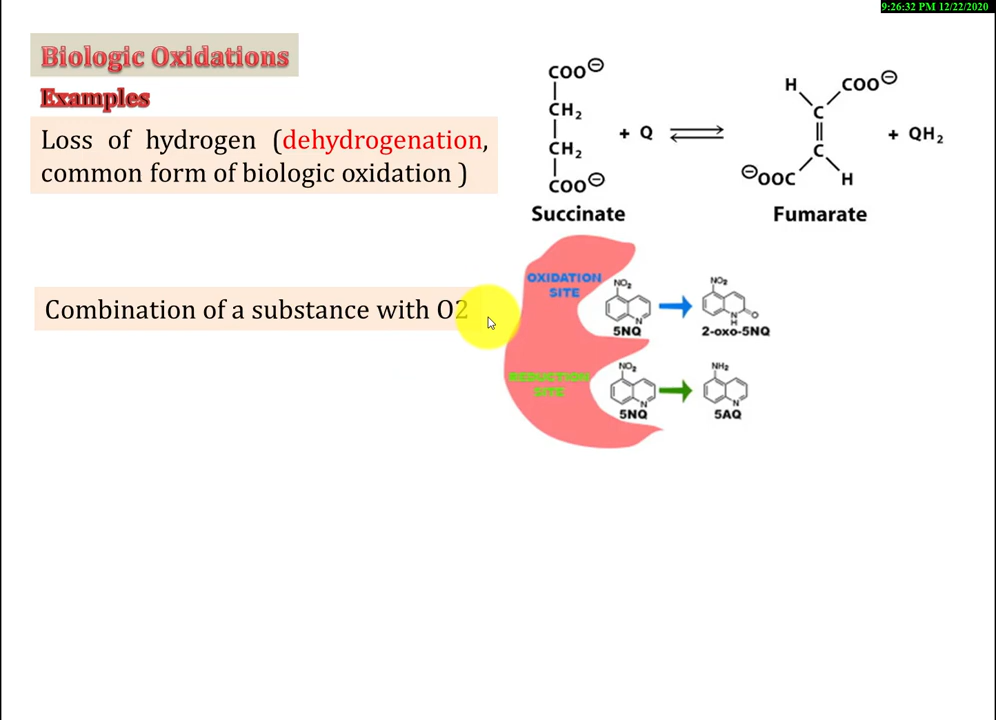 9:26:32 PM 12/22/2020
Biologic Oxidations
Examples
Loss of hydrogen (dehydrogenation,
common form of biologic oxidation )
COO⊖
CH2
CH2
COO⊖
+ Q
Succinate
H
COO⊖
C
C
⊖OOC
H
+ QH2
Fumarate
Combination of a substance with O2
OXIDATION
SITE
NO2
N
5NQ
NO2
N
H
O
2-oxo-5NQ
REDUCTION
SITE
NO2
N
5NQ
NH2
N
5AQ